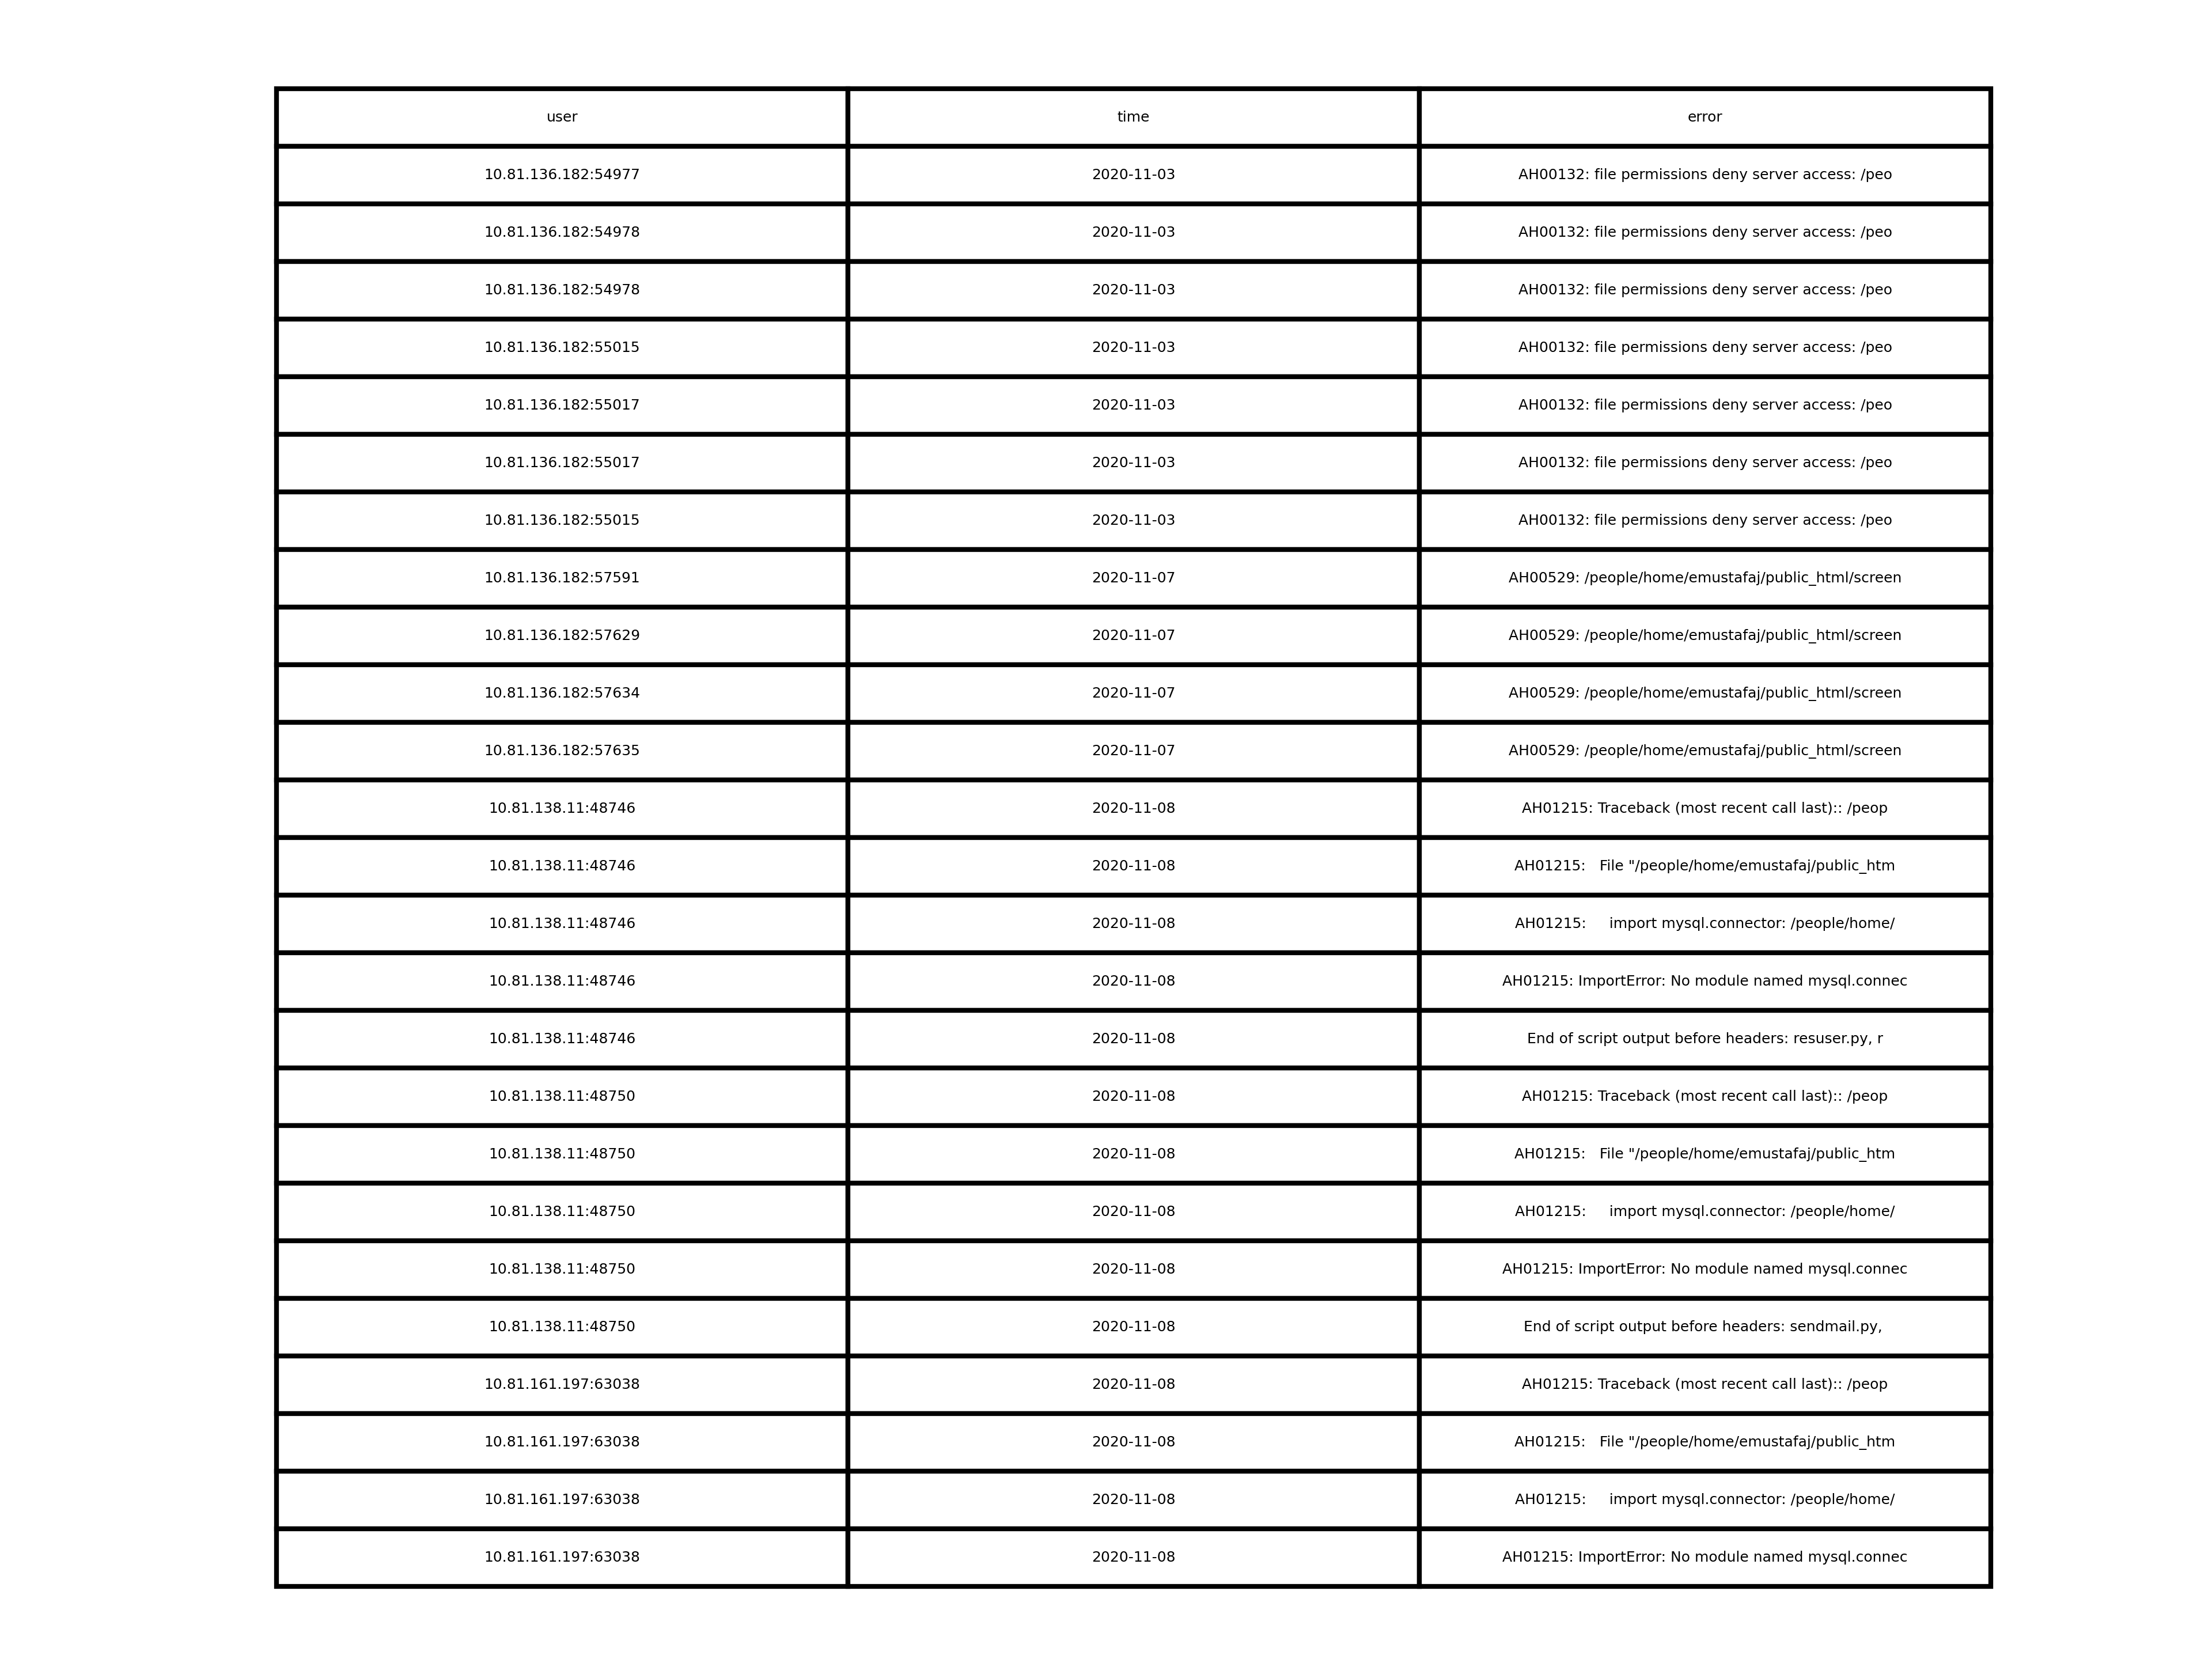 user time error
10.81.136.182:54977 2020-11-03 AH00132: file permissions deny server access: /peo
10.81.136.182:54978 2020-11-03 AH00132: file permissions deny server access: /peo
10.81.136.182:54978 2020-11-03 AH00132: file permissions deny server access: /peo
10.81.136.182:55015 2020-11-03 AH00132: file permissions deny server access: /peo
10.81.136.182:55017 2020-11-03 AH00132: file permissions deny server access: /peo
10.81.136.182:55017 2020-11-03 AH00132: file permissions deny server access: /peo
10.81.136.182:55015 2020-11-03 AH00132: file permissions deny server access: /peo
10.81.136.182:57591 2020-11-07 AH00529: /people/home/emustafaj/public_html/screen
10.81.136.182:57629 2020-11-07 AH00529: /people/home/emustafaj/public_html/screen
10.81.136.182:57634 2020-11-07 AH00529: /people/home/emustafaj/public_html/screen
10.81.136.182:57635 2020-11-07 AH00529: /people/home/emustafaj/public_html/screen
10.81.138.11:48746 2020-11-08 AH01215: Traceback (most recent call last):: /peop
10.81.138.11:48746 2020-11-08 AH01215:   File "/people/home/emustafaj/public_htm
10.81.138.11:48746 2020-11-08 AH01215:     import mysql.connector: /people/home/
10.81.138.11:48746 2020-11-08 AH01215: ImportError: No module named mysql.connec
10.81.138.11:48746 2020-11-08 End of script output before headers: resuser.py, r
10.81.138.11:48750 2020-11-08 AH01215: Traceback (most recent call last):: /peop
10.81.138.11:48750 2020-11-08 AH01215:   File "/people/home/emustafaj/public_htm
10.81.138.11:48750 2020-11-08 AH01215:     import mysql.connector: /people/home/
10.81.138.11:48750 2020-11-08 AH01215: ImportError: No module named mysql.connec
10.81.138.11:48750 2020-11-08 End of script output before headers: sendmail.py,
10.81.161.197:63038 2020-11-08 AH01215: Traceback (most recent call last):: /peop
10.81.161.197:63038 2020-11-08 AH01215:   File "/people/home/emustafaj/public_htm
10.81.161.197:63038 2020-11-08 AH01215:     import mysql.connector: /people/home/
10.81.161.197:63038 2020-11-08 AH01215: ImportError: No module named mysql.connec